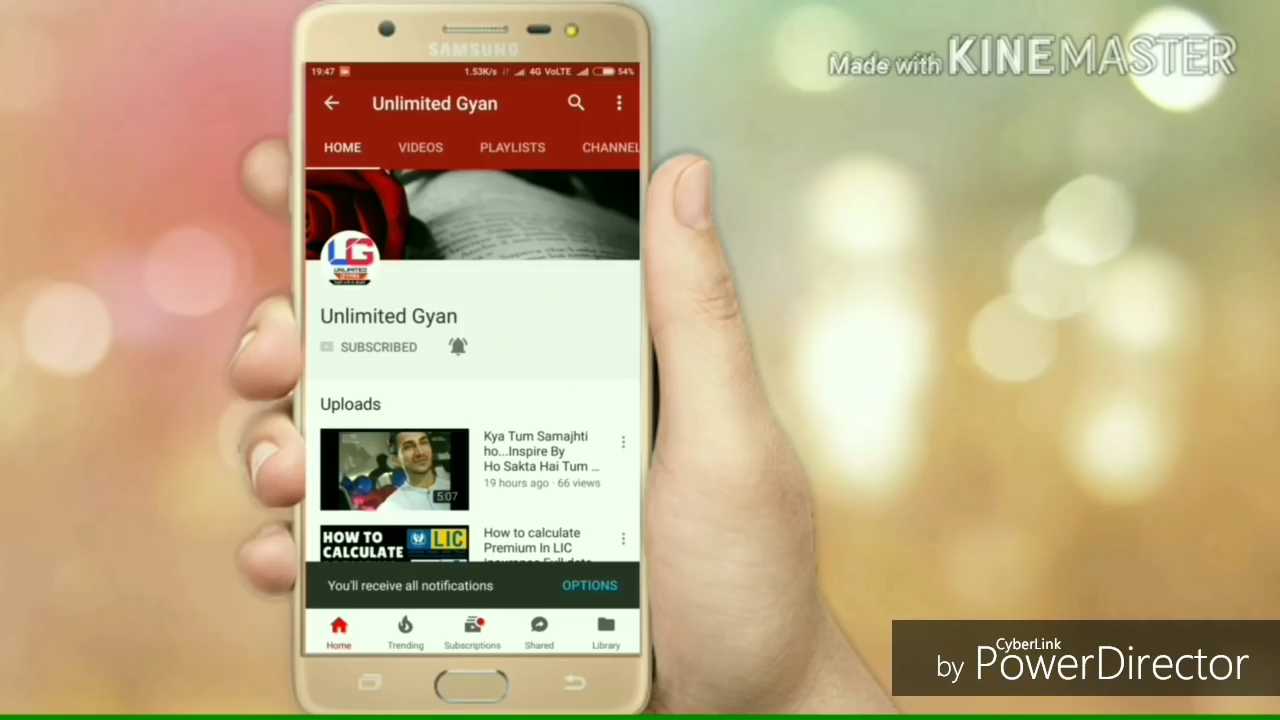 Made with KINEMASTER
SAMSUNG
19:47
1.53K/s
4G VoLTE
54%
Unlimited Gyan
HOME
VIDEOS
PLAYLISTS
CHANNEL
UG
UNLIMITED
Unlimited Gyan
SUBSCRIBED
Uploads
Kya Tum Samajhti
ho...Inspire By
Ho Sakta Hai Tum ...
19 hours ago · 66 views
5:07
HOW TO
CALCULATE
LIC
How to calculate
Premium In LIC
You'll receive all notifications
OPTIONS
Home
Trending
Subscriptions
Shared
Library
CyberLink
by PowerDirector